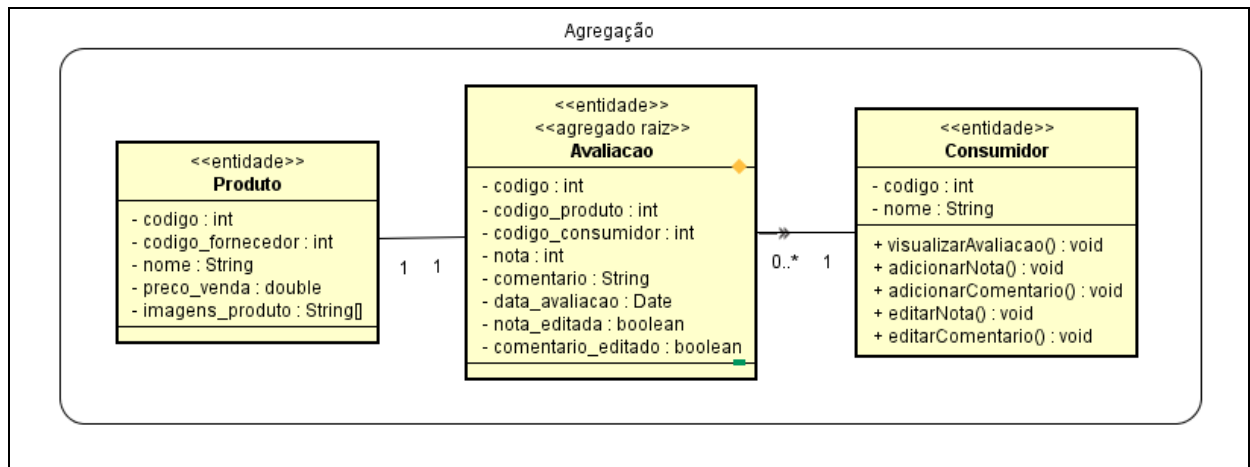 Agregação
<<entidade>>
Produto
- codigo : int
- codigo_fornecedor : int
- nome : String
- preco_venda : double
- imagens_produto : String[]
1 1
<<entidade>>
<<agregado raiz>>
Avaliacao
- codigo : int
- codigo_produto : int
- codigo_consumidor : int
- nota : int
- comentario : String
- data_avaliacao : Date
- nota_editada : boolean
- comentario_editado : boolean
0..* 1
<<entidade>>
Consumidor
- codigo : int
- nome : String
+ visualizarAvaliacao() : void
+ adicionarNota() : void
+ adicionarComentario() : void
+ editarNota() : void
+ editarComentario() : void